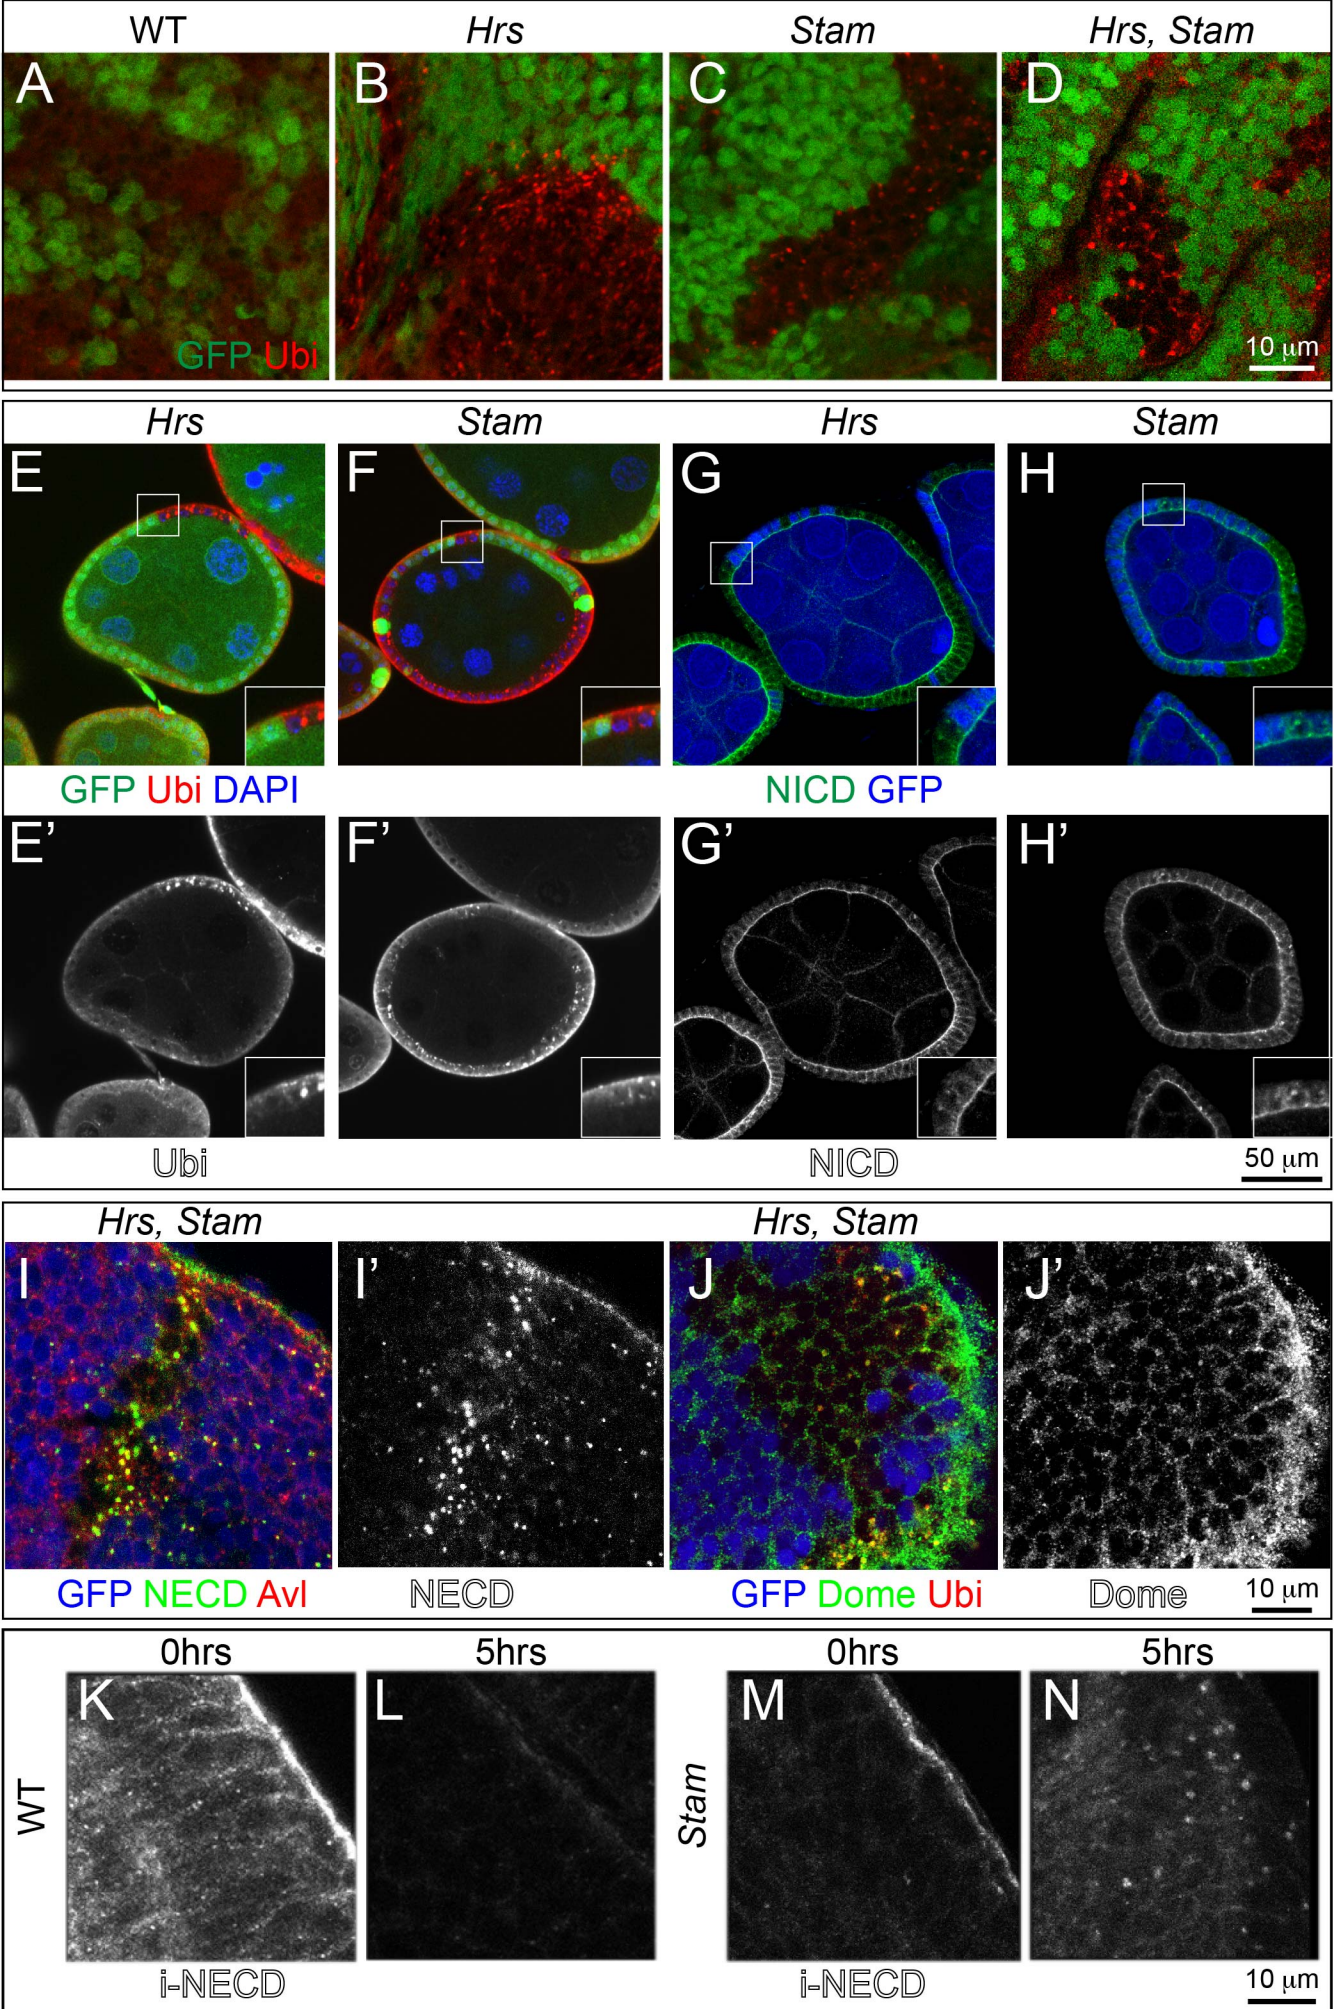 WT Hrs Stam Hrs, Stam
A B C D
GFP Ubi
10 μm
Hrs Stam Hrs Stam
E F G H
GFP Ubi DAPI NICD GFP
E’ F’ G’ H’
Ubi NICD 50 μm
Hrs, Stam Hrs, Stam
I I’ J J’
GFP NECD Avl NECD GFP Dome Ubi Dome 10 μm
0hrs 5hrs 0hrs 5hrs
K L M N
WT Stam
i-NECD i-NECD 10 μm